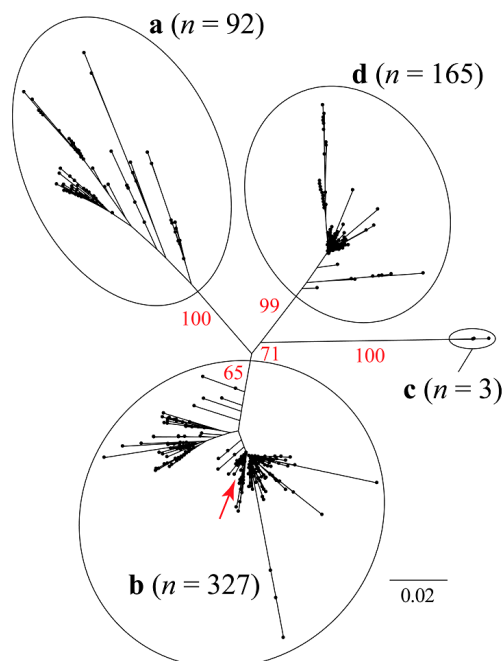 a (n = 92)
d (n = 165)
99
100
71
100
65
c (n = 3)
b (n = 327)
0.02